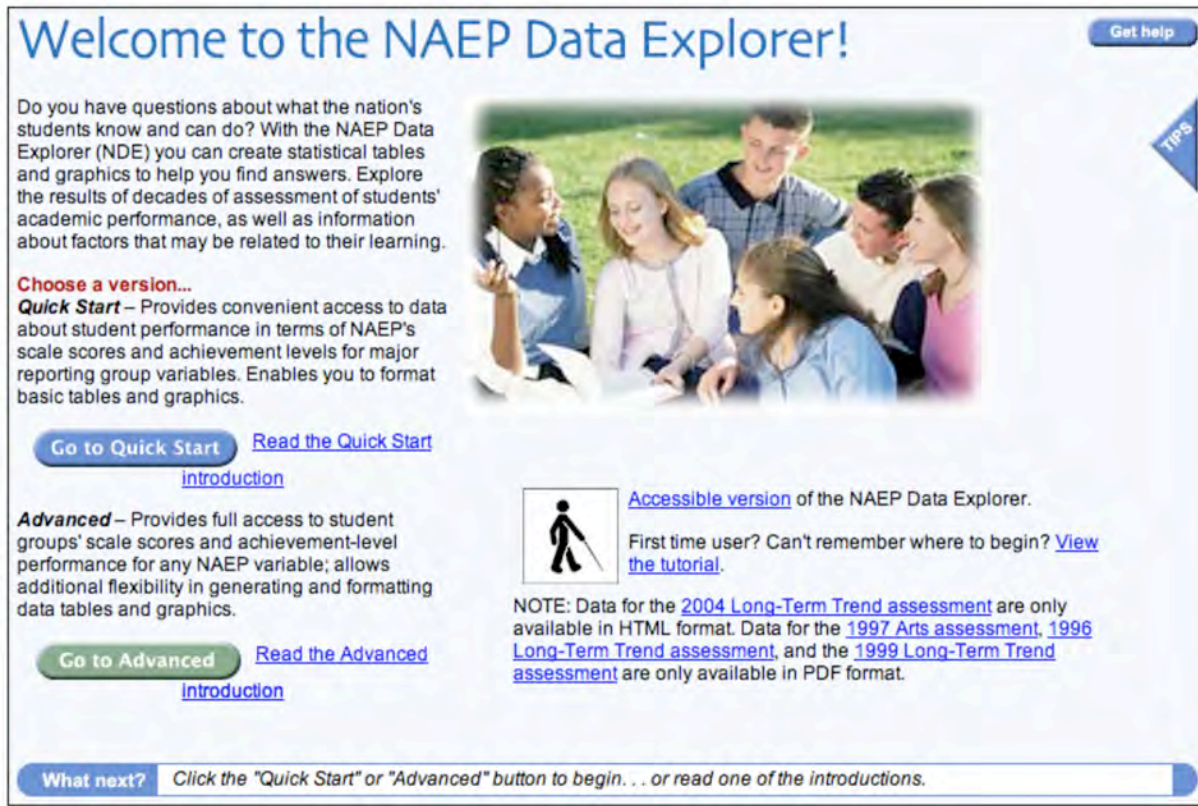 Welcome to the NAEP Data Explorer!
Get help
TIPS
Do you have questions about what the nation's
students know and can do? With the NAEP Data
Explorer (NDE) you can create statistical tables
and graphics to help you find answers. Explore
the results of decades of assessment of students'
academic performance, as well as information
about factors that may be related to their learning.
Choose a version...
Quick Start – Provides convenient access to data
about student performance in terms of NAEP's
scale scores and achievement levels for major
reporting group variables. Enables you to format
basic tables and graphics.
Go to Quick Start Read the Quick Start
introduction
Advanced – Provides full access to student
groups' scale scores and achievement-level
performance for any NAEP variable; allows
additional flexibility in generating and formatting
data tables and graphics.
Go to Advanced Read the Advanced
introduction
Accessible version of the NAEP Data Explorer.
First time user? Can't remember where to begin? View
the tutorial.
NOTE: Data for the 2004 Long-Term Trend assessment are only
available in HTML format. Data for the 1997 Arts assessment, 1996
Long-Term Trend assessment, and the 1999 Long-Term Trend
assessment are only available in PDF format.
What next? Click the "Quick Start" or "Advanced" button to begin. . . or read one of the introductions.